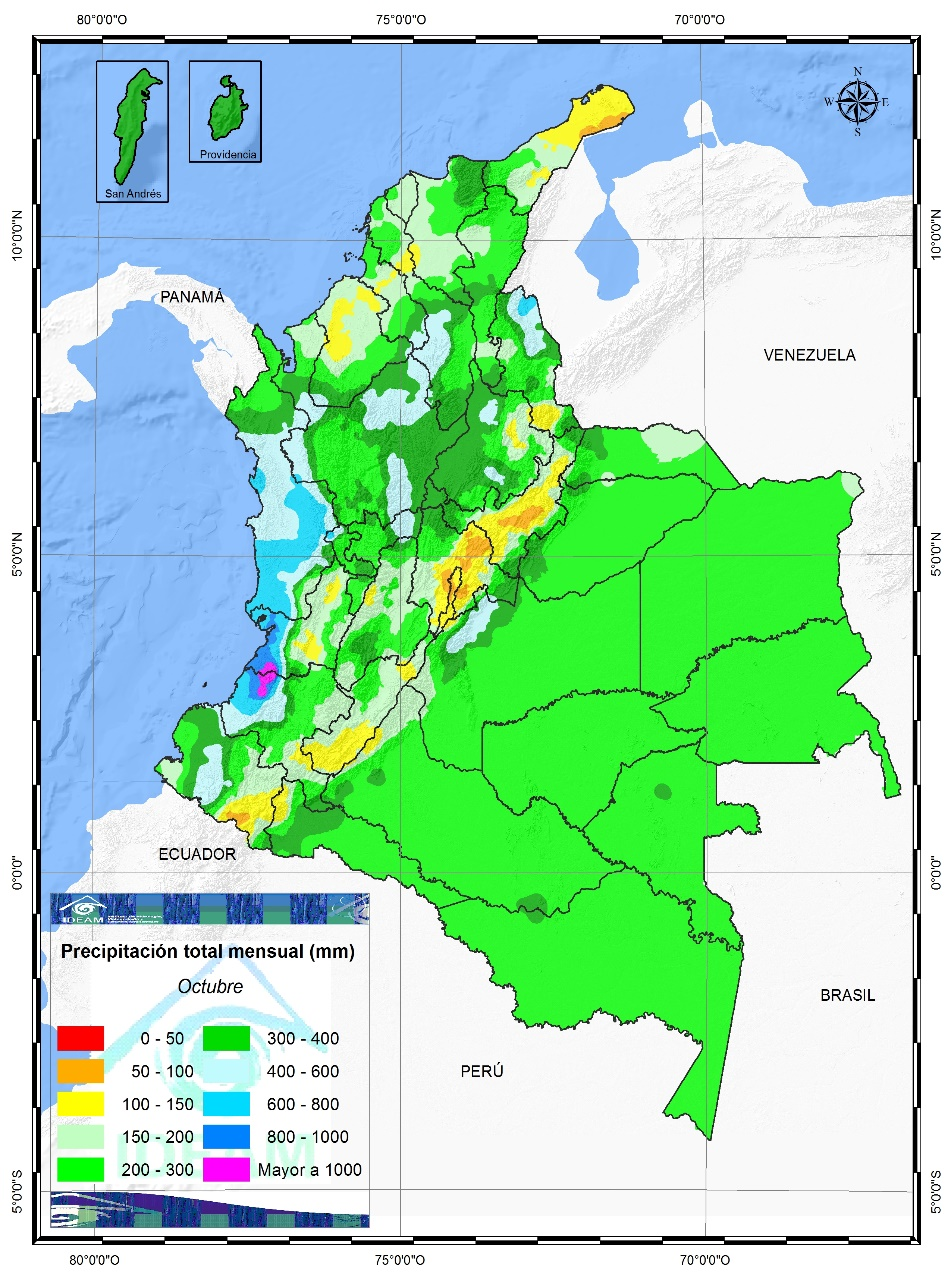 80°0'0"O 75°0'0"O 70°0'0"O
San Andrés
Providencia
N
W E
S
10°0'0"N 10°0'0"N
PANAMÁ
VENEZUELA
5°0'0"N 5°0'0"N
ECUADOR
0°0'0" 0°0'0"
IDEAM
Precipitación total mensual (mm)
Octubre
BRASIL
PERÚ
0 - 50 300 - 400
50 - 100 400 - 600
100 - 150 600 - 800
150 - 200 800 - 1000
200 - 300 Mayor a 1000
IDEAM
5°0'0"S 5°0'0"S
80°0'0"O 75°0'0"O 70°0'0"O